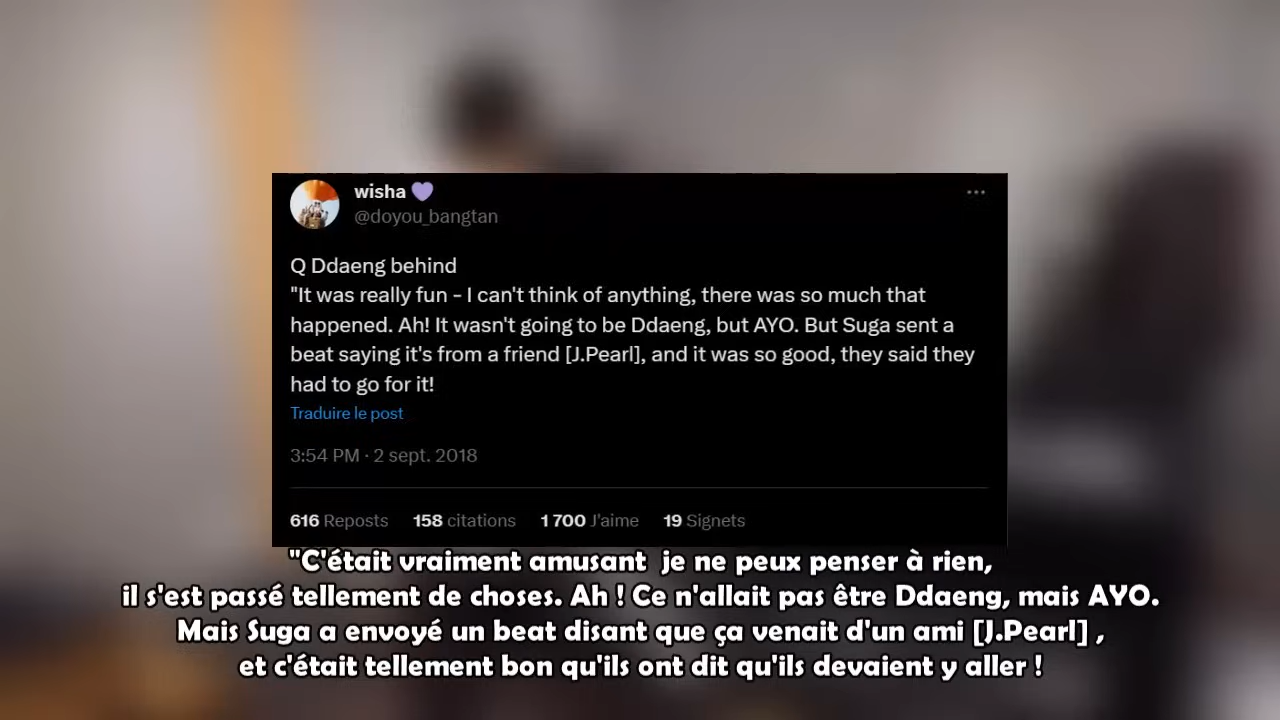 wisha 💜
@doyou_bangtan
Q Ddaeng behind
"It was really fun - I can't think of anything, there was so much that
happened. Ah! It wasn't going to be Ddaeng, but AYO. But Suga sent a
beat saying it's from a friend [J.Pearl], and it was so good, they said they
had to go for it!
Traduire le post
3:54 PM · 2 sept. 2018
616 Reposts 158 citations 1 700 J'aime 19 Signets
"C'était vraiment amusant je ne peux penser à rien,
il s'est passé tellement de choses. Ah ! Ce n'allait pas être Ddaeng, mais AYO.
Mais Suga a envoyé un beat disant que ça venait d'un ami [J.Pearl] ,
et c'était tellement bon qu'ils ont dit qu'ils devaient y aller !